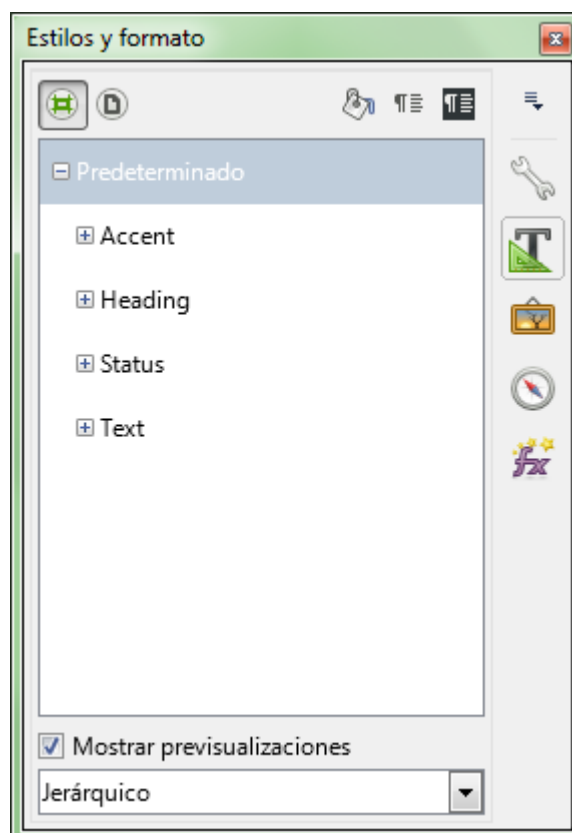 Estilos y formato
Predeterminado
Accent
Heading
Status
Text
Mostrar previsualizaciones
Jerárquico